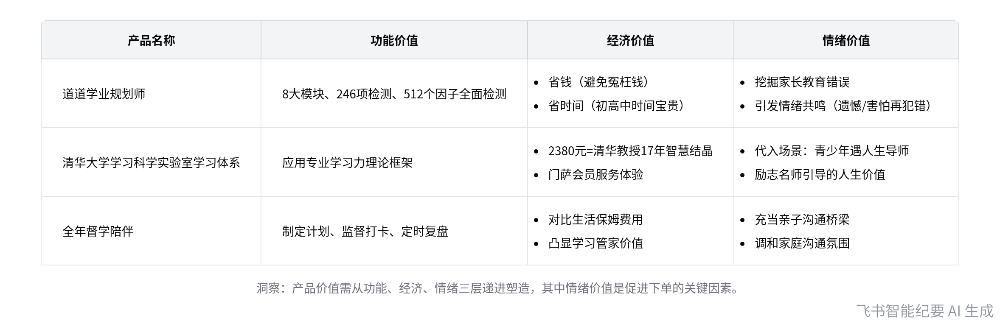 产品名称 功能价值 经济价值 情绪价值
道道学业规划师
8大模块、246项检测、512个因子全面检测
• 省钱（避免冤枉钱）
• 省时间（初高中时间宝贵）
• 挖掘家长教育错误
• 引发情绪共鸣（遗憾/害怕再犯错）
清华大学学习科学实验室学习体系
应用专业学习力理论框架
• 2380元=清华教授17年智慧结晶
• 门萨会员服务体验
• 代入场景：青少年遇人生导师
• 励志名师引导的人生价值
全年督学陪伴
制定计划、监督打卡、定时复盘
• 对比生活保姆费用
• 凸显学习管家价值
• 充当亲子沟通桥梁
• 调和家庭沟通氛围
洞察：产品价值需从功能、经济、情绪三层递进塑造，其中情绪价值是促进下单的关键因素。
飞书智能纪要 AI 生成